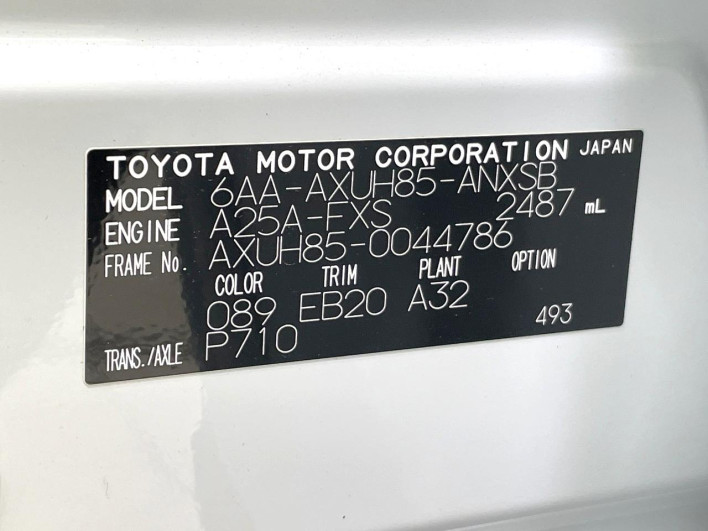 TOYOTA MOTOR CORPORATION JAPAN
MODEL 6AA-AXUH85-ANXSB
ENGINE A25A-FXS 2487 mL
FRAME No. AXUH85-0044786
COLOR TRIM PLANT OPTION
089 EB20 A32
493
TRANS./AXLE P710